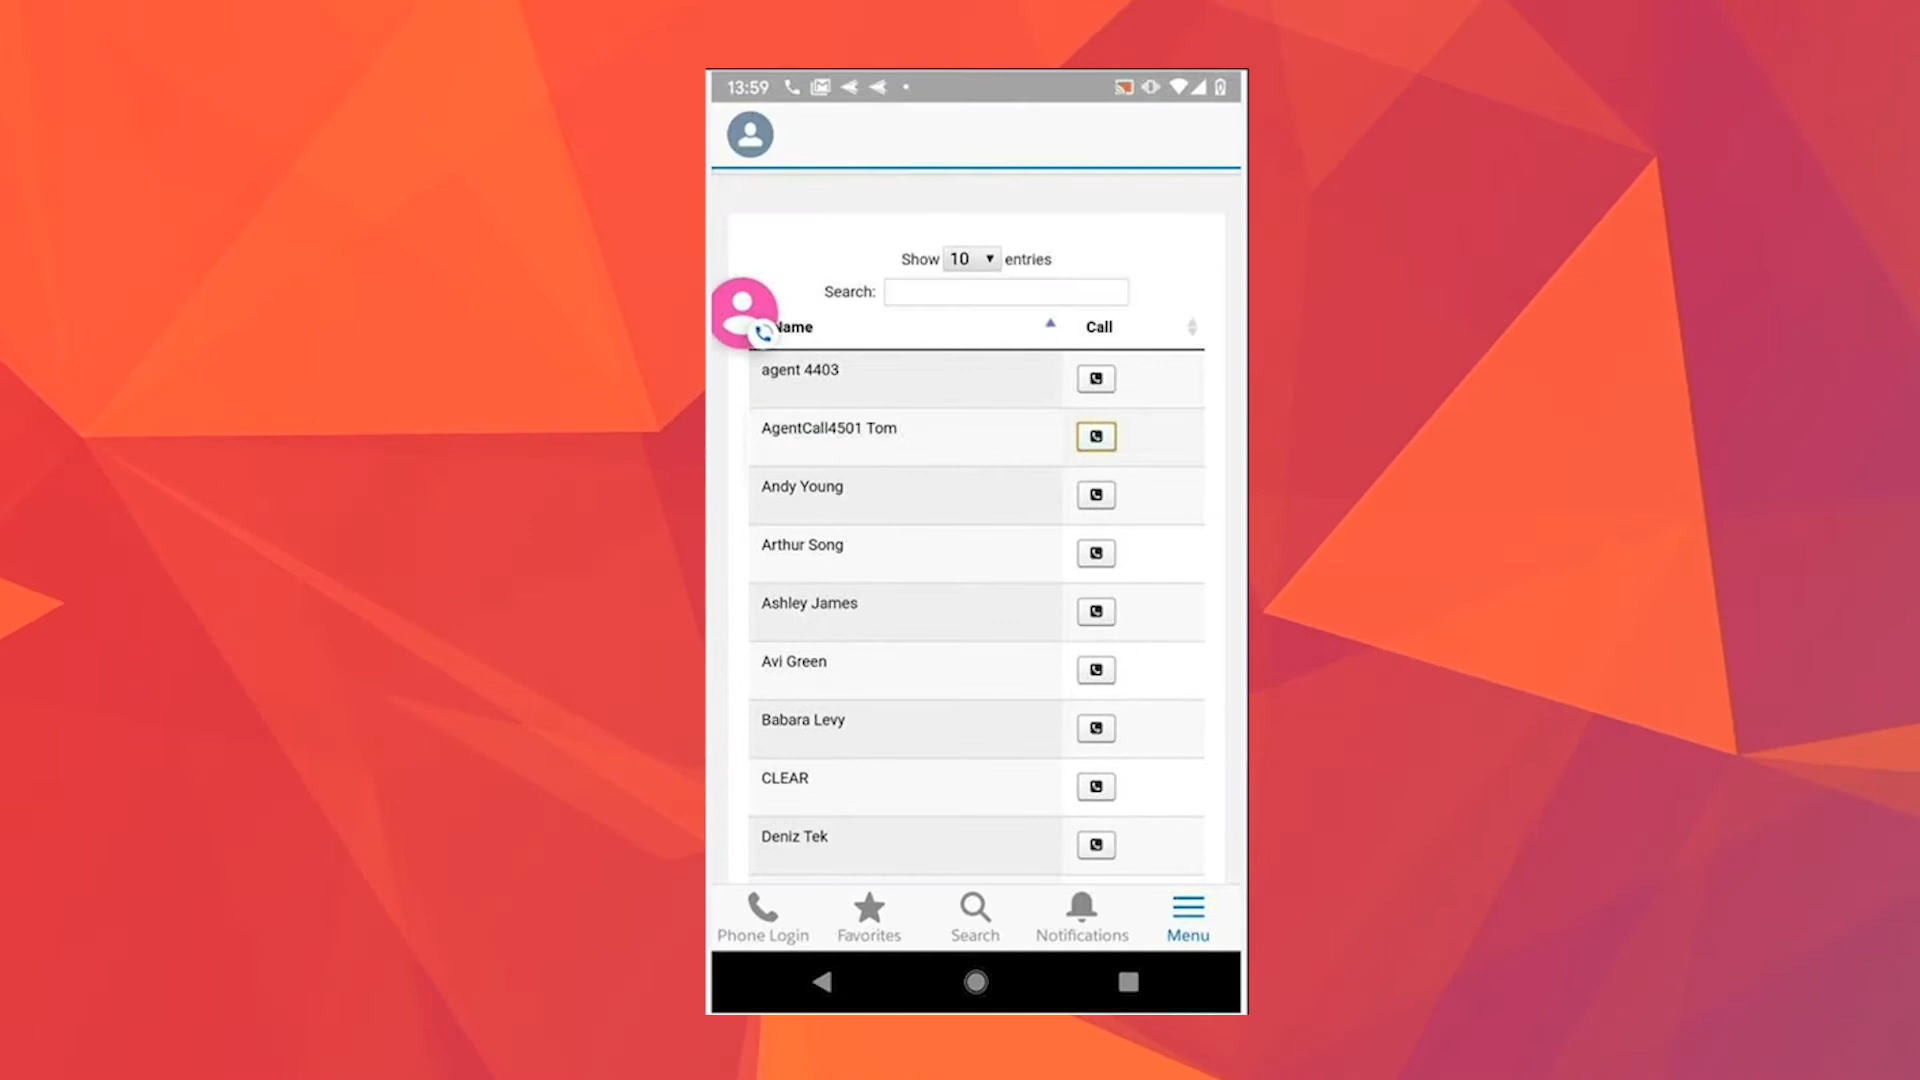 13:59
Show 10 entries
Search:
Name Call
agent 4403
AgentCall4501 Tom
Andy Young
Arthur Song
Ashley James
Avi Green
Babara Levy
CLEAR
Deniz Tek
Phone Login Favorites Search Notifications Menu